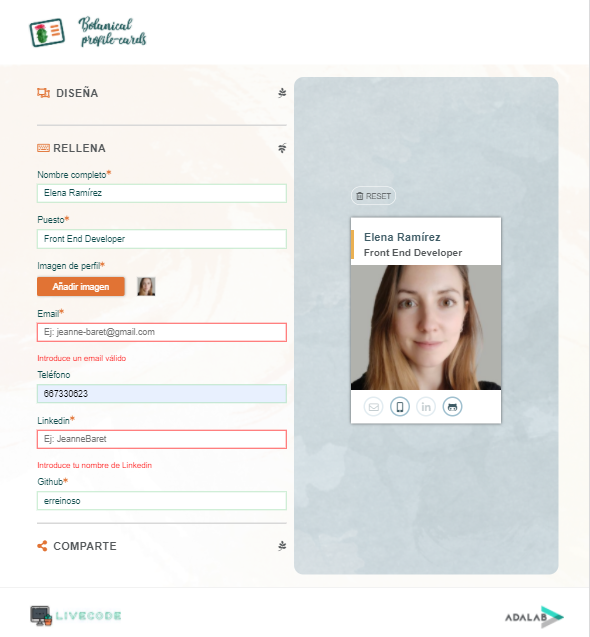 Botanical
profile-cards
DISEÑA
RELLENA
Nombre completo*
Elena Ramírez
Puesto*
Front End Developer
Imagen de perfil*
Añadir imagen
Email*
Ej: jeanne-baret@gmail.com
Introduce un email válido
Teléfono
667330623
Linkedin*
Ej: JeanneBaret
Introduce tu nombre de Linkedin
Github*
erreinoso
COMPARTE
RESET
Elena Ramírez
Front End Developer
in
LIVECODE
ADALAB